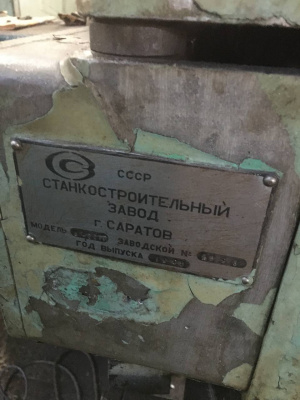 СССР
СТАНКОСТРОИТЕЛЬНЫЙ
ЗАВОД
г. САРАТОВ
МОДЕЛЬ ЗАВОДСКОЙ №
ГОД ВЫПУСКА